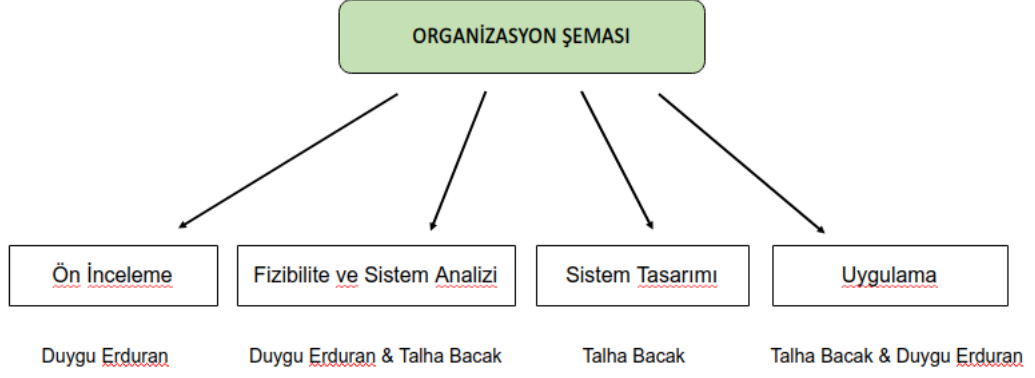 ORGANİZASYON ŞEMASI
Ön İnceleme
Fizibilite ve Sistem Analizi
Sistem Tasarımı
Uygulama
Duygu Erduran
Duygu Erduran & Talha Bacak
Talha Bacak
Talha Bacak & Duygu Erduran